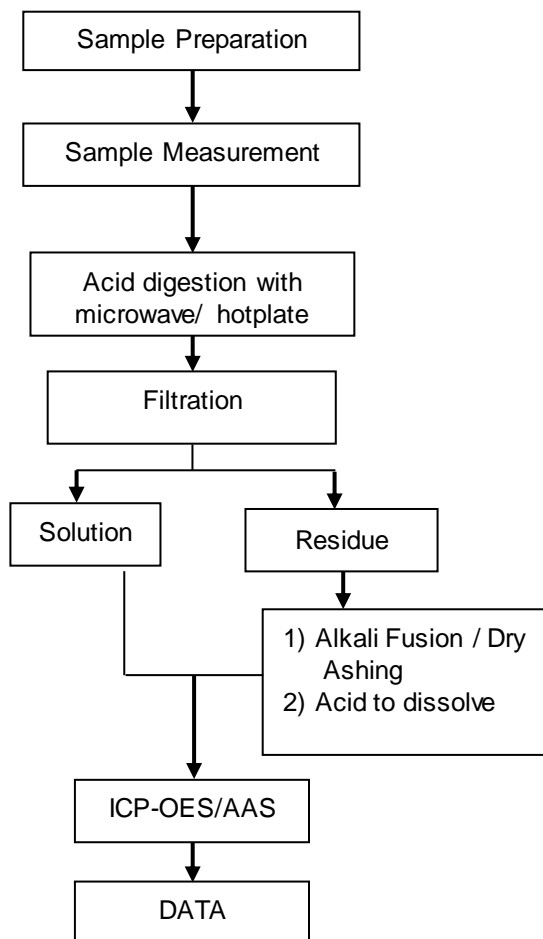 Sample Preparation
Sample Measurement
Acid digestion with
microwave/ hotplate
Filtration
Solution
Residue
1) Alkali Fusion / Dry
Ashing
2) Acid to dissolve
ICP-OES/AAS
DATA